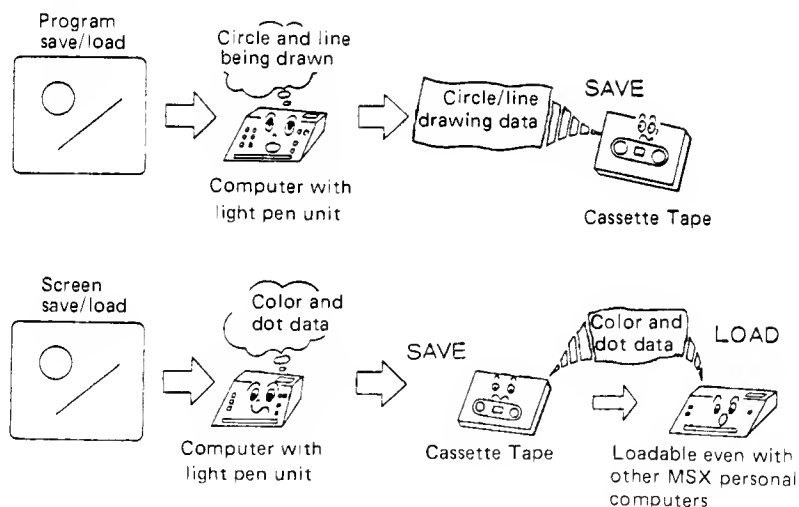 Program
save/load
Circle and line
being drawn
Computer with
light pen unit
Circle/line
drawing data
SAVE
Cassette Tape
Screen
save/load
Color and
dot data
Computer with
light pen unit
SAVE
Cassette Tape
Color and
dot data
LOAD
Loadable even with
other MSX personal
computers